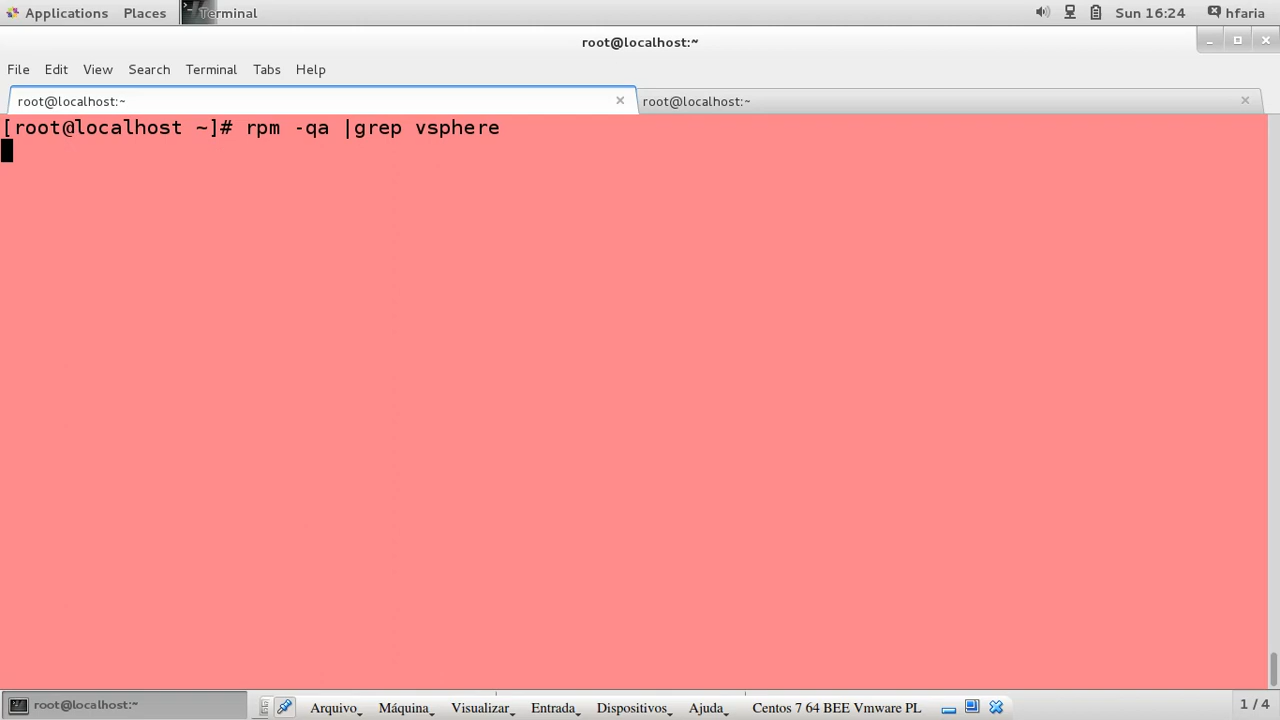 Applications Places Terminal Sun 16:24 hfaria
root@localhost:~
File Edit View Search Terminal Tabs Help
root@localhost:~ root@localhost:~
[root@localhost ~]# rpm -qa |grep vsphere
root@localhost:~ Arquivo Máquina Visualizar Entrada Dispositivos Ajuda Centos 7 64 BEE Vmware PL 1 / 4